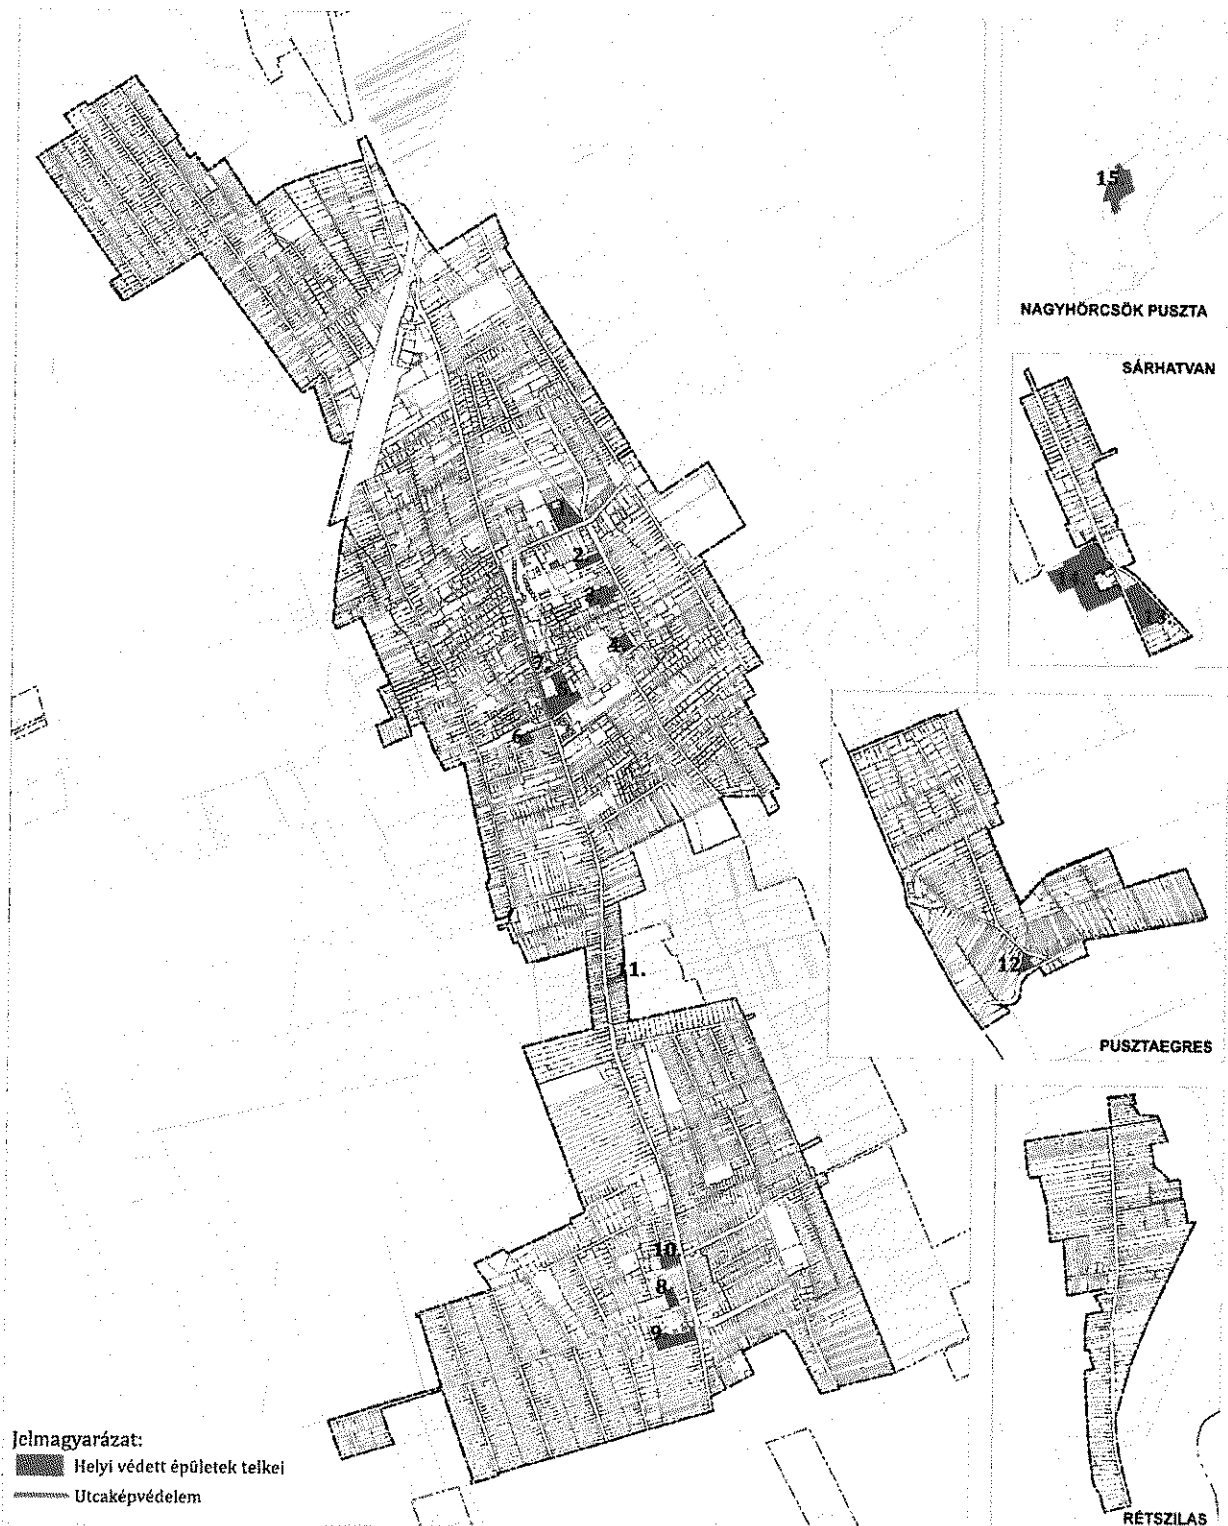 15
NAGYHÖRCSÖK PUSZTA
SÁRHATVAN
2.
4.
7.
6.
12.
11.
PUSZTAEGRES
10.
8.
9.
Jelmagyarázat:
Helyi védett épületek telkei
Utcaképvédelem
RÉTSZILAS